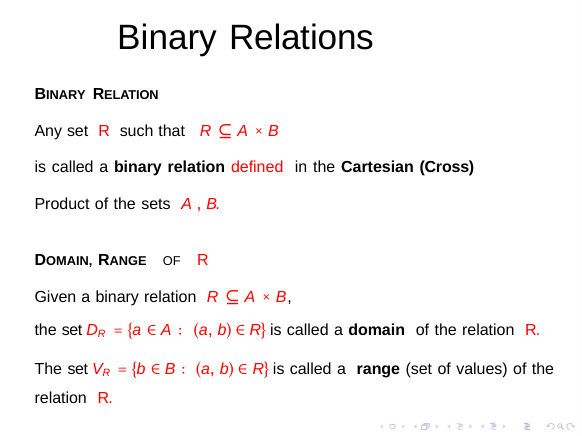 Binary Relations
BINARY RELATION
Any set R such that R ⊆ A × B
is called a binary relation defined in the Cartesian (Cross)
Product of the sets A , B.
DOMAIN, RANGE OF R
Given a binary relation R ⊆ A × B,
the set D_R = {a ∈ A : (a, b) ∈ R} is called a domain of the relation R.
The set V_R = {b ∈ B : (a, b) ∈ R} is called a range (set of values) of the
relation R.